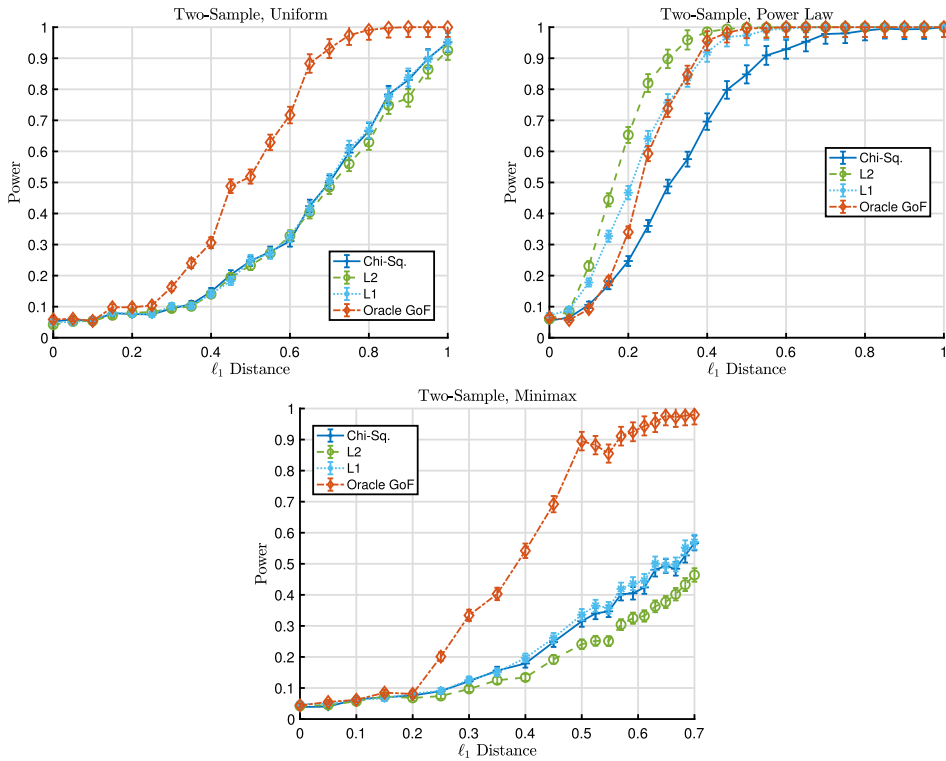 Two-Sample, Uniform
Power
1
0.9
0.8
0.7
0.6
0.5
0.4
0.3
0.2
0.1
0
0 0.2 0.4 0.6 0.8 1
ℓ1 Distance
Chi-Sq.
L2
L1
Oracle GoF
Two-Sample, Power Law
Power
1
0.9
0.8
0.7
0.6
0.5
0.4
0.3
0.2
0.1
0
0 0.2 0.4 0.6 0.8 1
ℓ1 Distance
Chi-Sq.
L2
L1
Oracle GoF
Two-Sample, Minimax
Power
1
0.9
0.8
0.7
0.6
0.5
0.4
0.3
0.2
0.1
0
0 0.1 0.2 0.3 0.4 0.5 0.6 0.7
ℓ1 Distance
Chi-Sq.
L2
L1
Oracle GoF